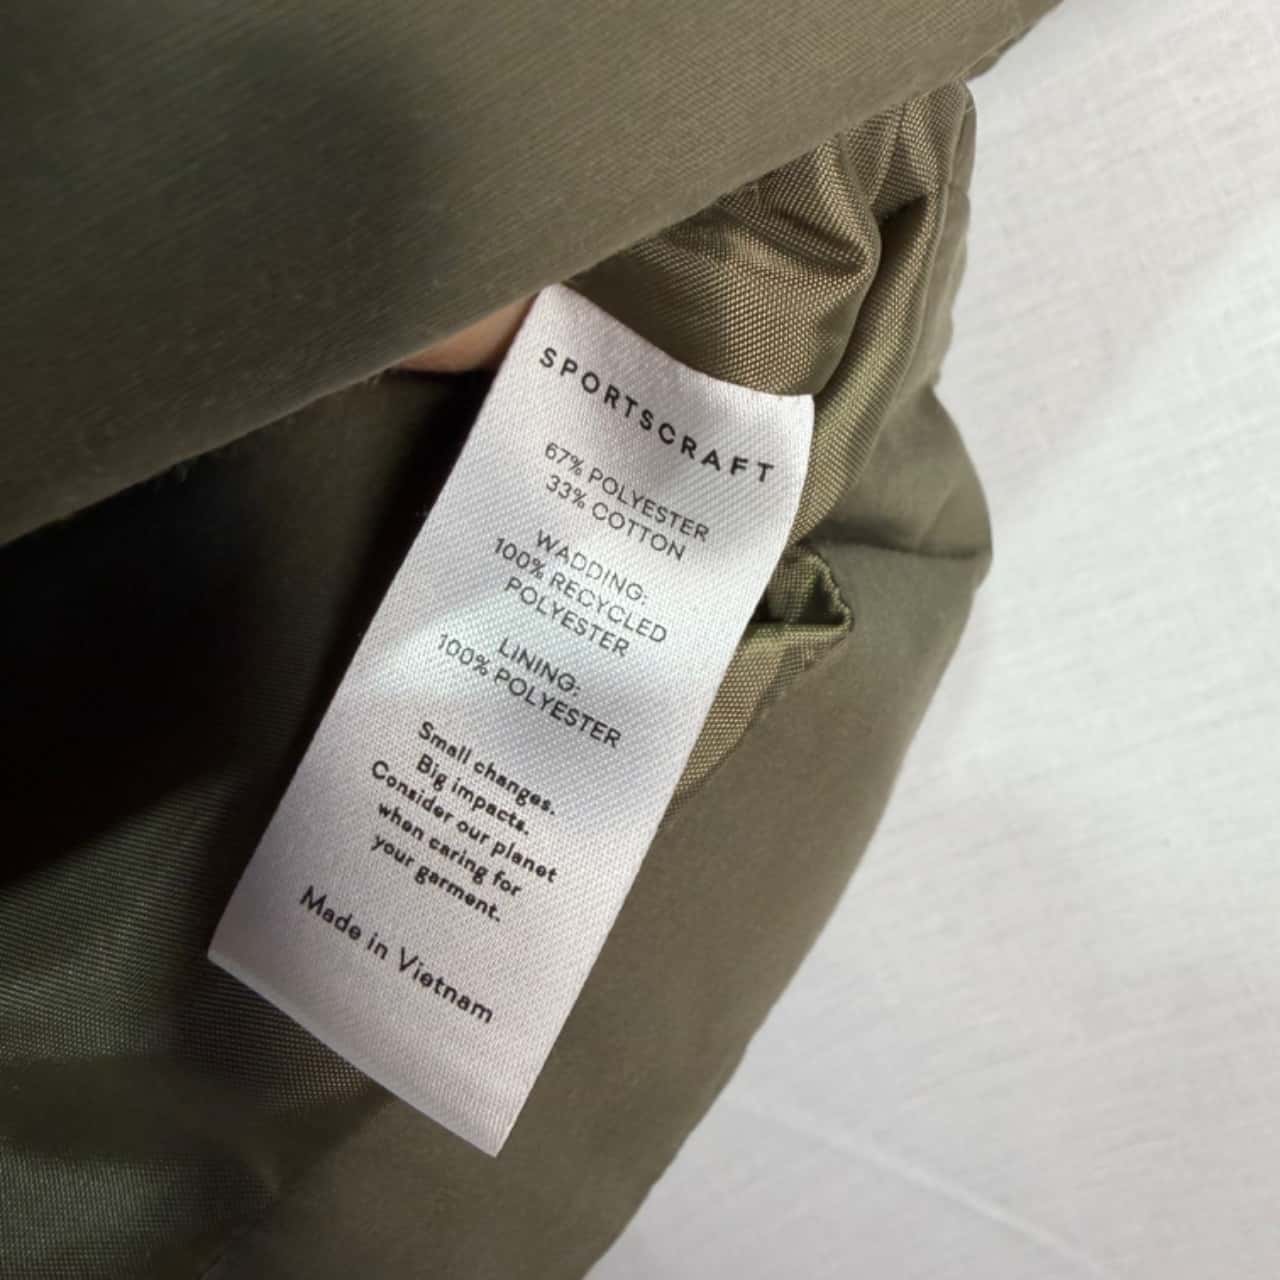 SPORTSCRAFT
67% POLYESTER
33% COTTON
WADDING:
100% RECYCLED
POLYESTER
LINING:
100% POLYESTER
Small changes.
Big impacts.
Consider our planet
when caring for
your garment.
Made in Vietnam